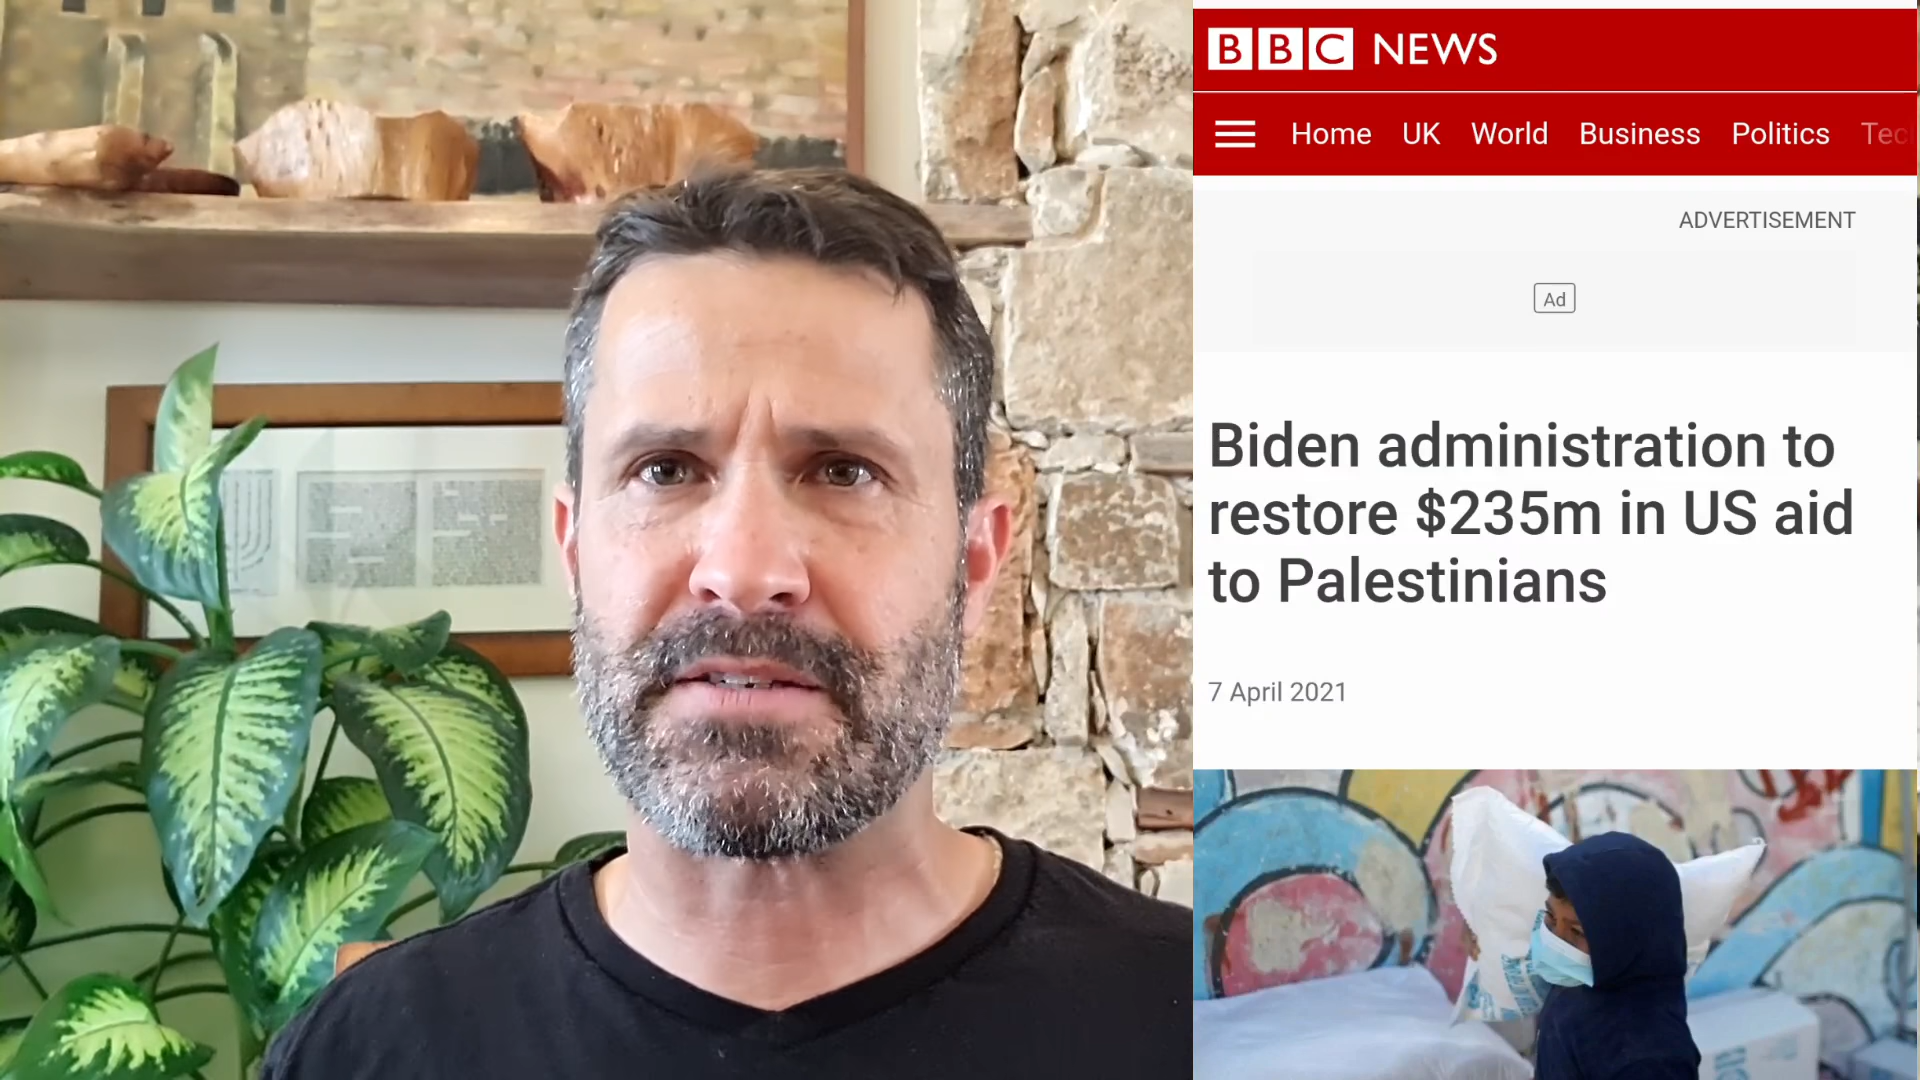 BBC NEWS
Home UK World Business Politics Tec
ADVERTISEMENT
Ad
Biden administration to
restore $235m in US aid
to Palestinians
7 April 2021